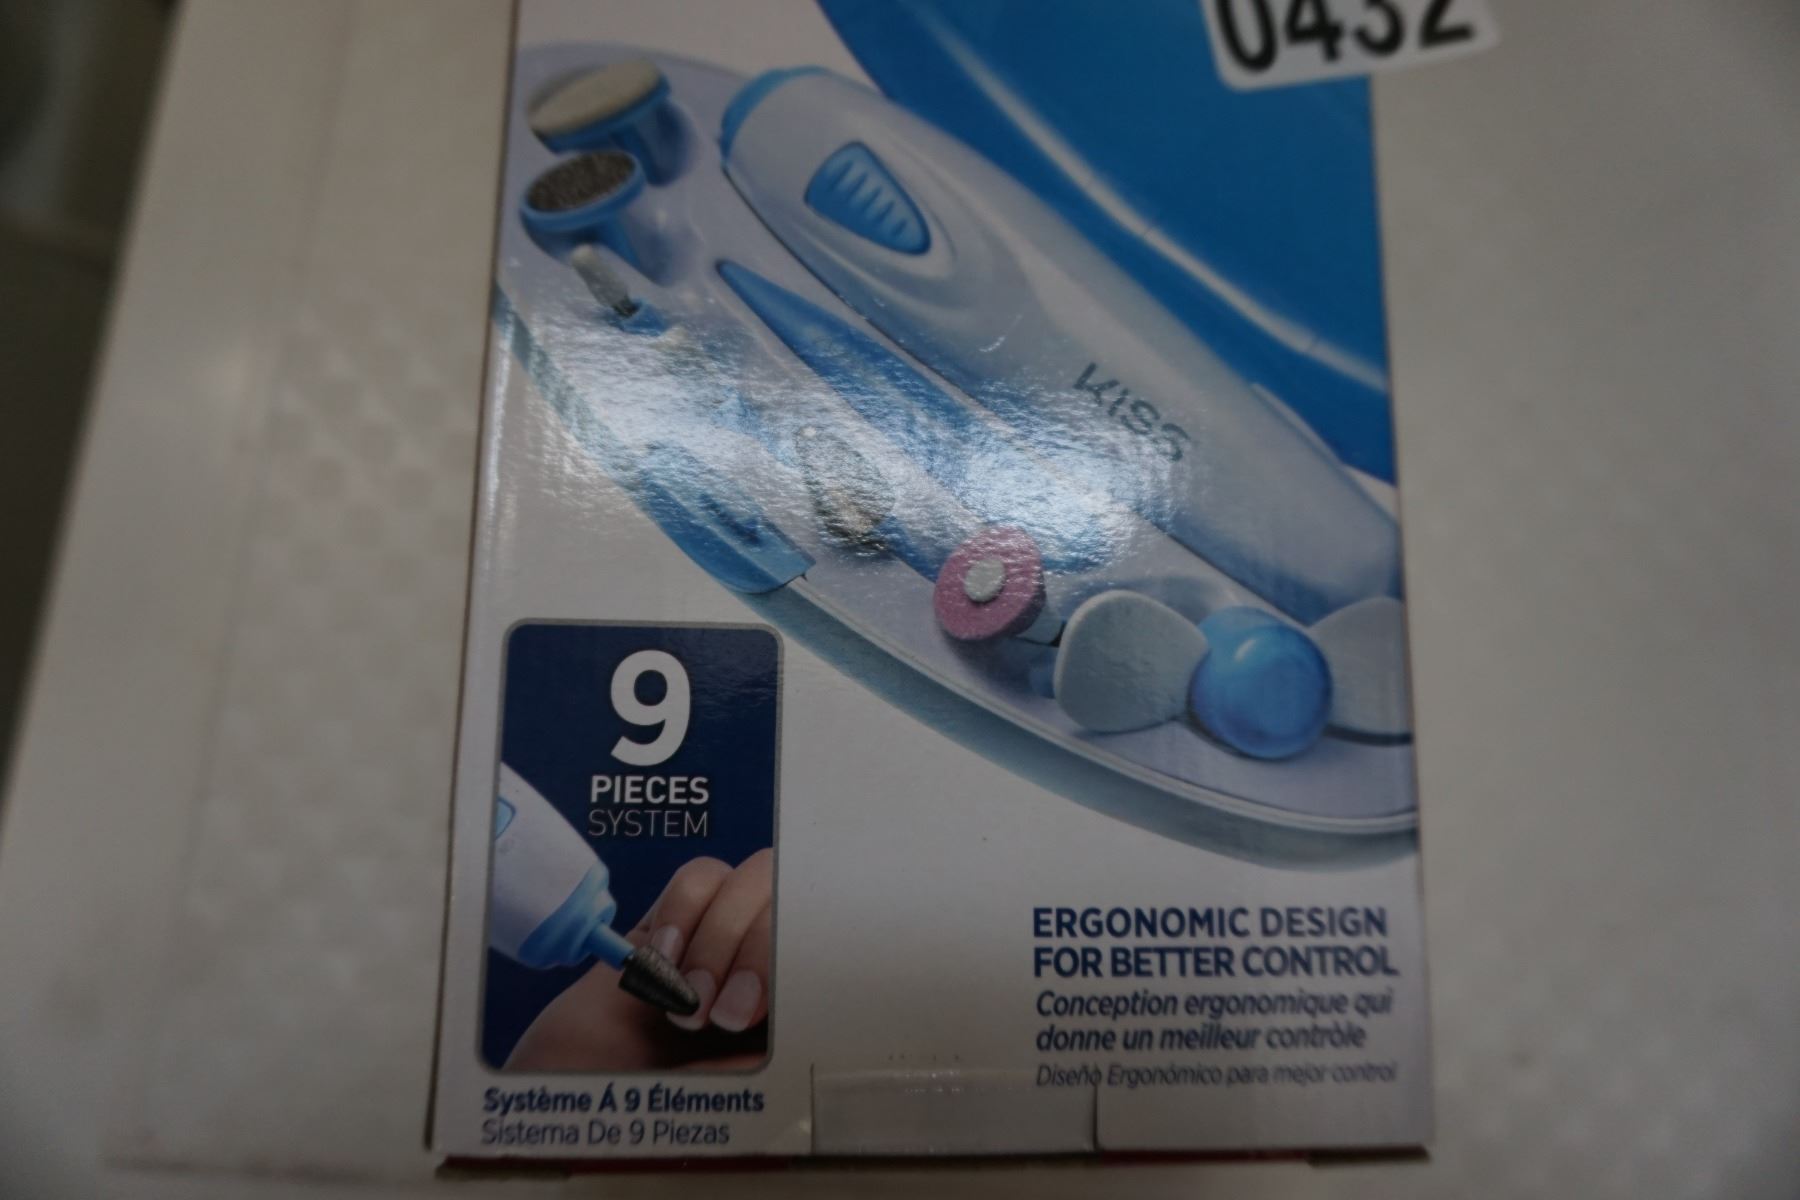 0432
KISS
9
PIECES
SYSTEM
ERGONOMIC DESIGN
FOR BETTER CONTROL
Conception ergonomique qui
donne un meilleur contrôle
Diseño Ergonómico para mejor control
Système Á 9 Éléments
Sistema De 9 Piezas